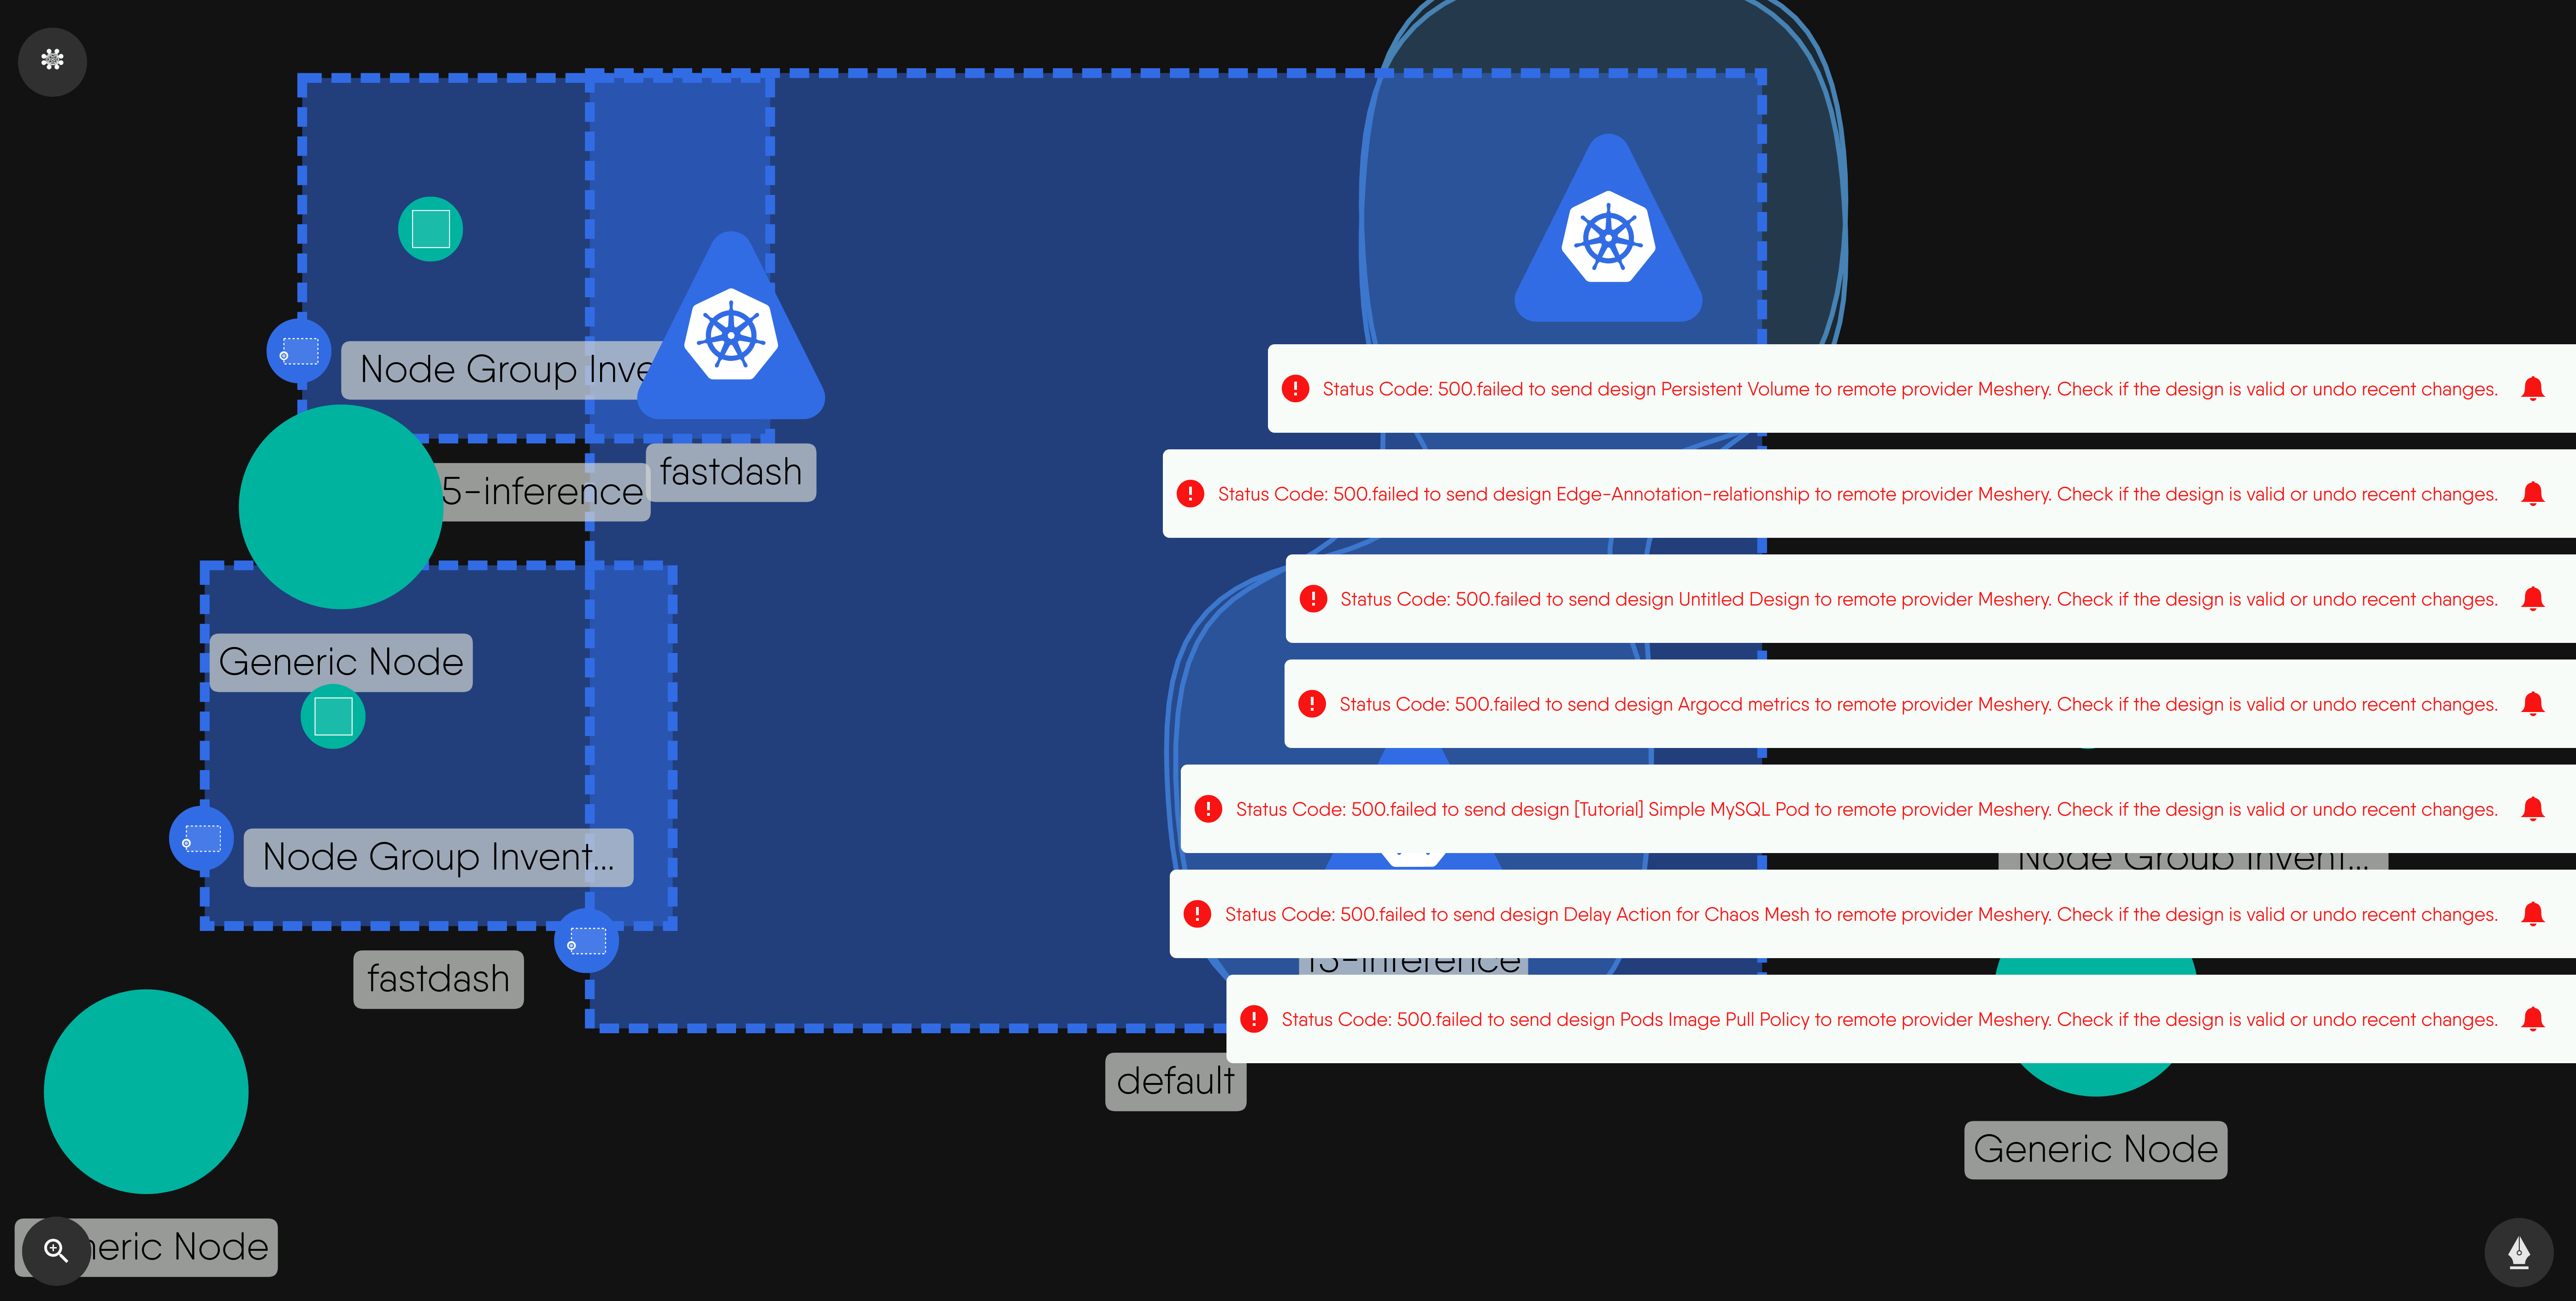 Node Group Inve
fastdash
5-inference
Generic Node
Node Group Invent...
fastdash
neric Node
default
Status Code: 500.failed to send design Persistent Volume to remote provider Meshery. Check if the design is valid or undo recent changes.
Status Code: 500.failed to send design Edge-Annotation-relationship to remote provider Meshery. Check if the design is valid or undo recent changes.
Status Code: 500.failed to send design Untitled Design to remote provider Meshery. Check if the design is valid or undo recent changes.
Status Code: 500.failed to send design Argocd metrics to remote provider Meshery. Check if the design is valid or undo recent changes.
Status Code: 500.failed to send design [Tutorial] Simple MySQL Pod to remote provider Meshery. Check if the design is valid or undo recent changes.
Node Group Invent...
Status Code: 500.failed to send design Delay Action for Chaos Mesh to remote provider Meshery. Check if the design is valid or undo recent changes.
t5-inference
Status Code: 500.failed to send design Pods Image Pull Policy to remote provider Meshery. Check if the design is valid or undo recent changes.
Generic Node